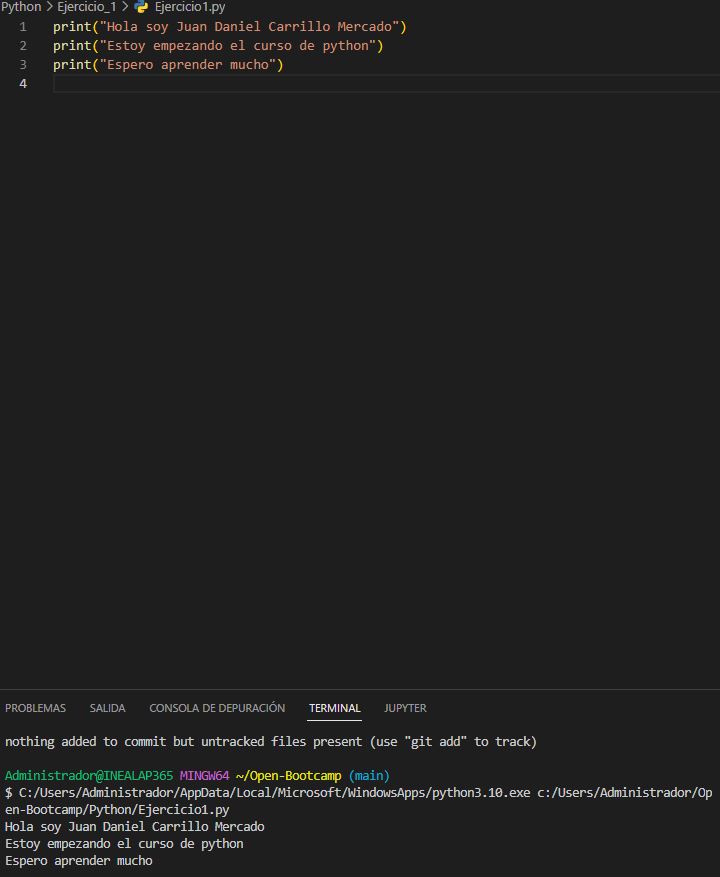 Python > Ejercicio_1 > Ejercicio1.py
1 print("Hola soy Juan Daniel Carrillo Mercado")
2 print("Estoy empezando el curso de python")
3 print("Espero aprender mucho")
4
PROBLEMAS SALIDA CONSOLA DE DEPURACIÓN TERMINAL JUPYTER
nothing added to commit but untracked files present (use "git add" to track)
Administrador@INEALAP365 MINGW64 ~/Open-Bootcamp (main)
$ C:/Users/Administrador/AppData/Local/Microsoft/WindowsApps/python3.10.exe c:/Users/Administrador/Op
en-Bootcamp/Python/Ejercicio1.py
Hola soy Juan Daniel Carrillo Mercado
Estoy empezando el curso de python
Espero aprender mucho